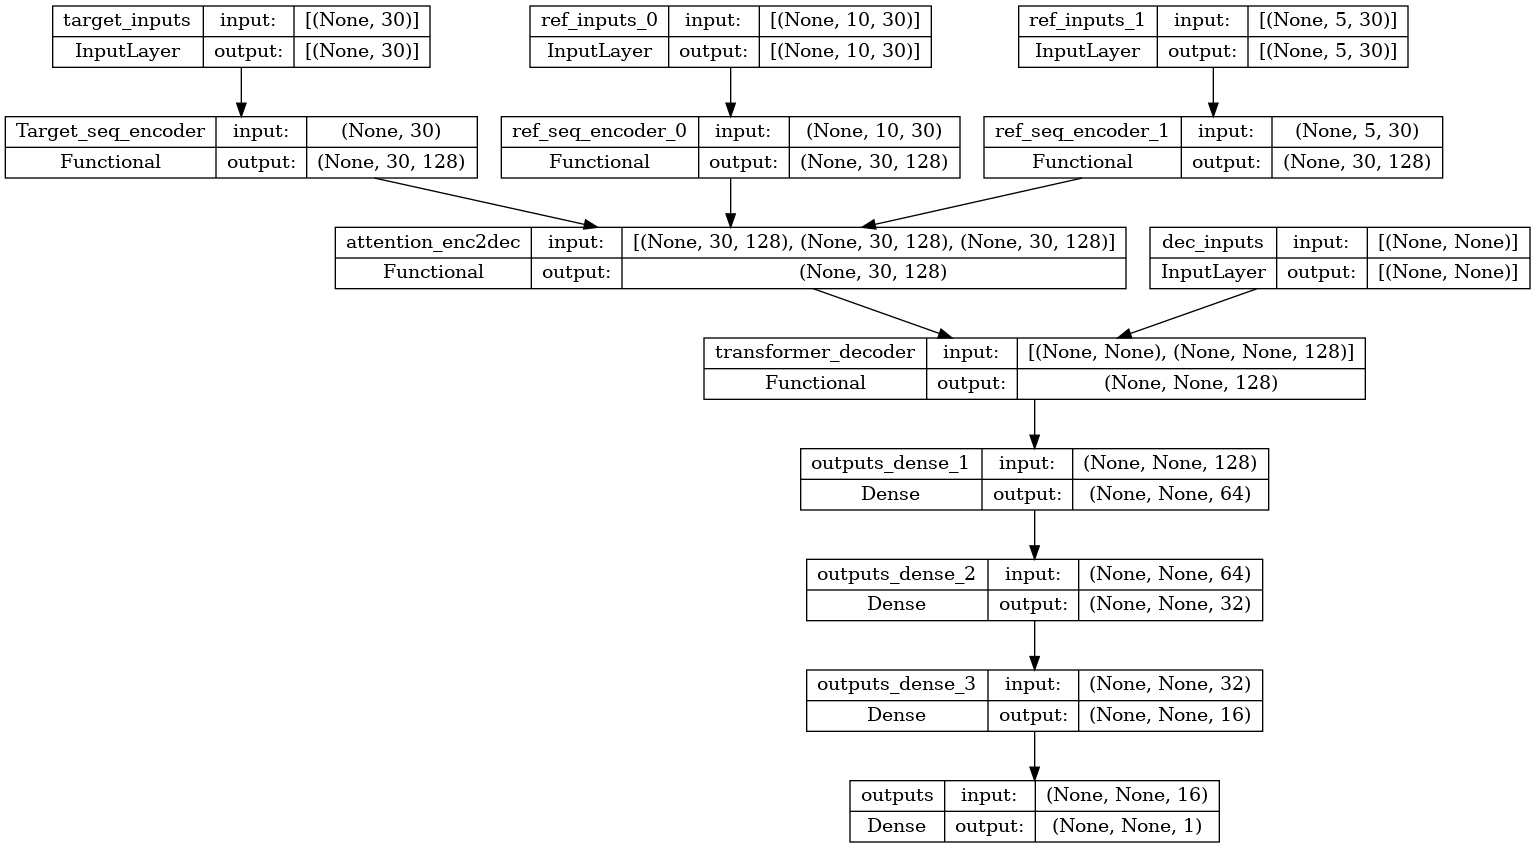 target_inputs input: [(None, 30)]
InputLayer output: [(None, 30)]
ref_inputs_0 input: [(None, 10, 30)]
InputLayer output: [(None, 10, 30)]
ref_inputs_1 input: [(None, 5, 30)]
InputLayer output: [(None, 5, 30)]
Target_seq_encoder input: (None, 30)
Functional output: (None, 30, 128)
ref_seq_encoder_0 input: (None, 10, 30)
Functional output: (None, 30, 128)
ref_seq_encoder_1 input: (None, 5, 30)
Functional output: (None, 30, 128)
attention_enc2dec input: [(None, 30, 128), (None, 30, 128), (None, 30, 128)]
Functional output: (None, 30, 128)
dec_inputs input: [(None, None)]
InputLayer output: [(None, None)]
transformer_decoder input: [(None, None), (None, None, 128)]
Functional output: (None, None, 128)
outputs_dense_1 input: (None, None, 128)
Dense output: (None, None, 64)
outputs_dense_2 input: (None, None, 64)
Dense output: (None, None, 32)
outputs_dense_3 input: (None, None, 32)
Dense output: (None, None, 16)
outputs input: (None, None, 16)
Dense output: (None, None, 1)